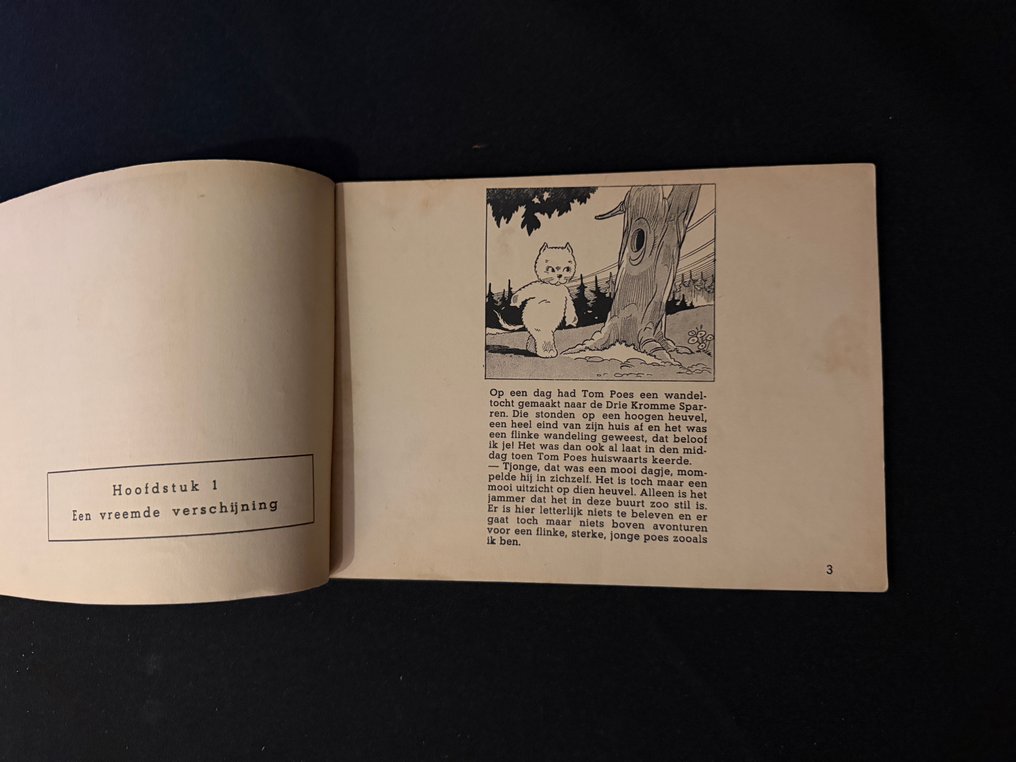 Hoofdstuk 1
Een vreemde verschijning
Op een dag had Tom Poes een wandel-
tocht gemaakt naar de Drie Kromme Spar-
ren. Die stonden op een hoogen heuvel,
een heel eind van zijn huis af en het was
een flinke wandeling geweest, dat beloof
ik je! Het was dan ook al laat in den mid-
dag toen Tom Poes huiswaarts keerde.
— Tjonge, dat was een mooi dagje, mom-
pelde hij in zichzelf. Het is toch maar een
mooi uitzicht op dien heuvel. Alleen is het
jammer dat het in deze buurt zoo stil is.
Er is hier letterlijk niets te beleven en er
gaat toch maar niets boven avonturen
voor een flinke, sterke, jonge poes zooals
ik ben.
3